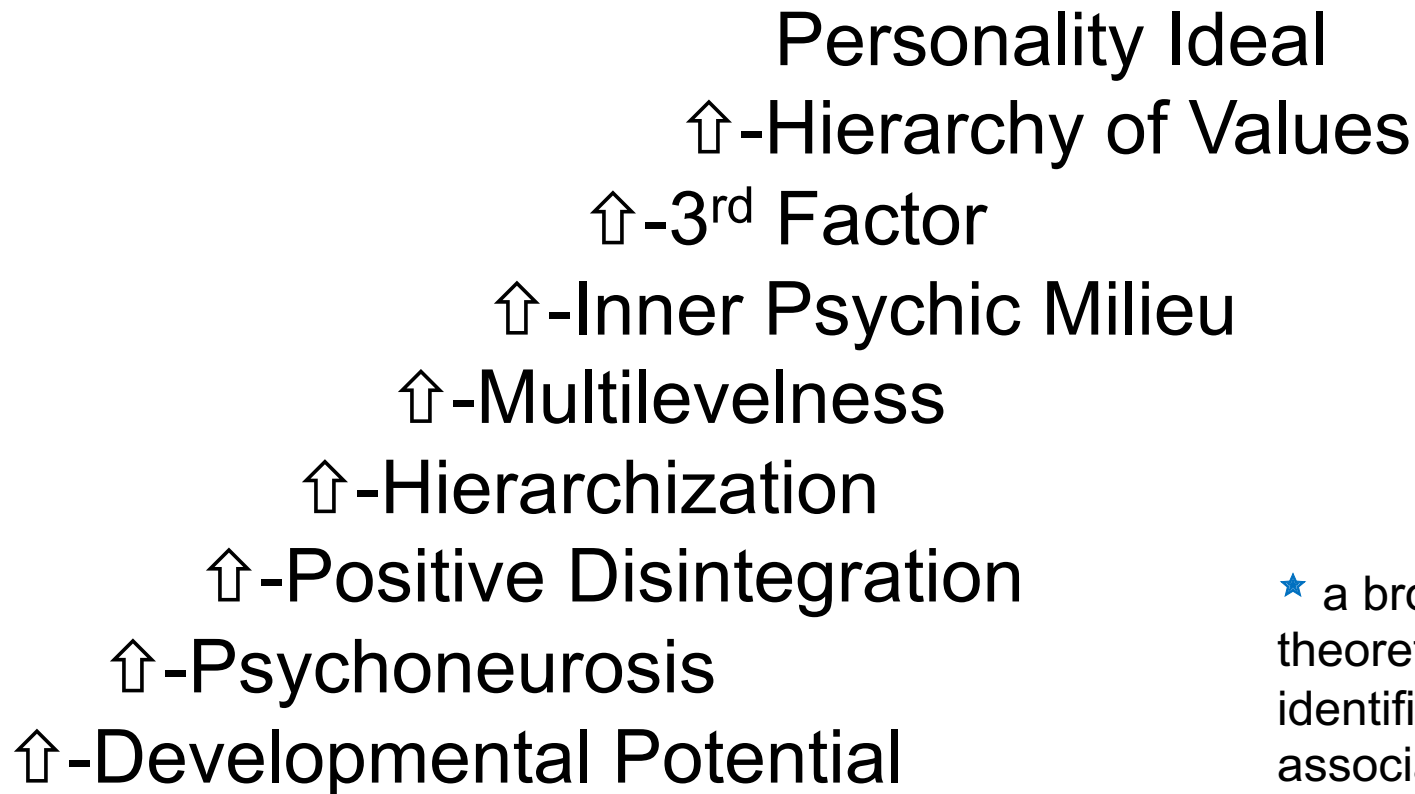 Personality Ideal
⇧-Hierarchy of Values
⇧-3rd Factor
⇧-Inner Psychic Milieu
⇧-Multilevelness
⇧-Hierarchization
⇧-Positive Disintegration
⇧-Psychoneurosis
⇧-Developmental Potential
★ a